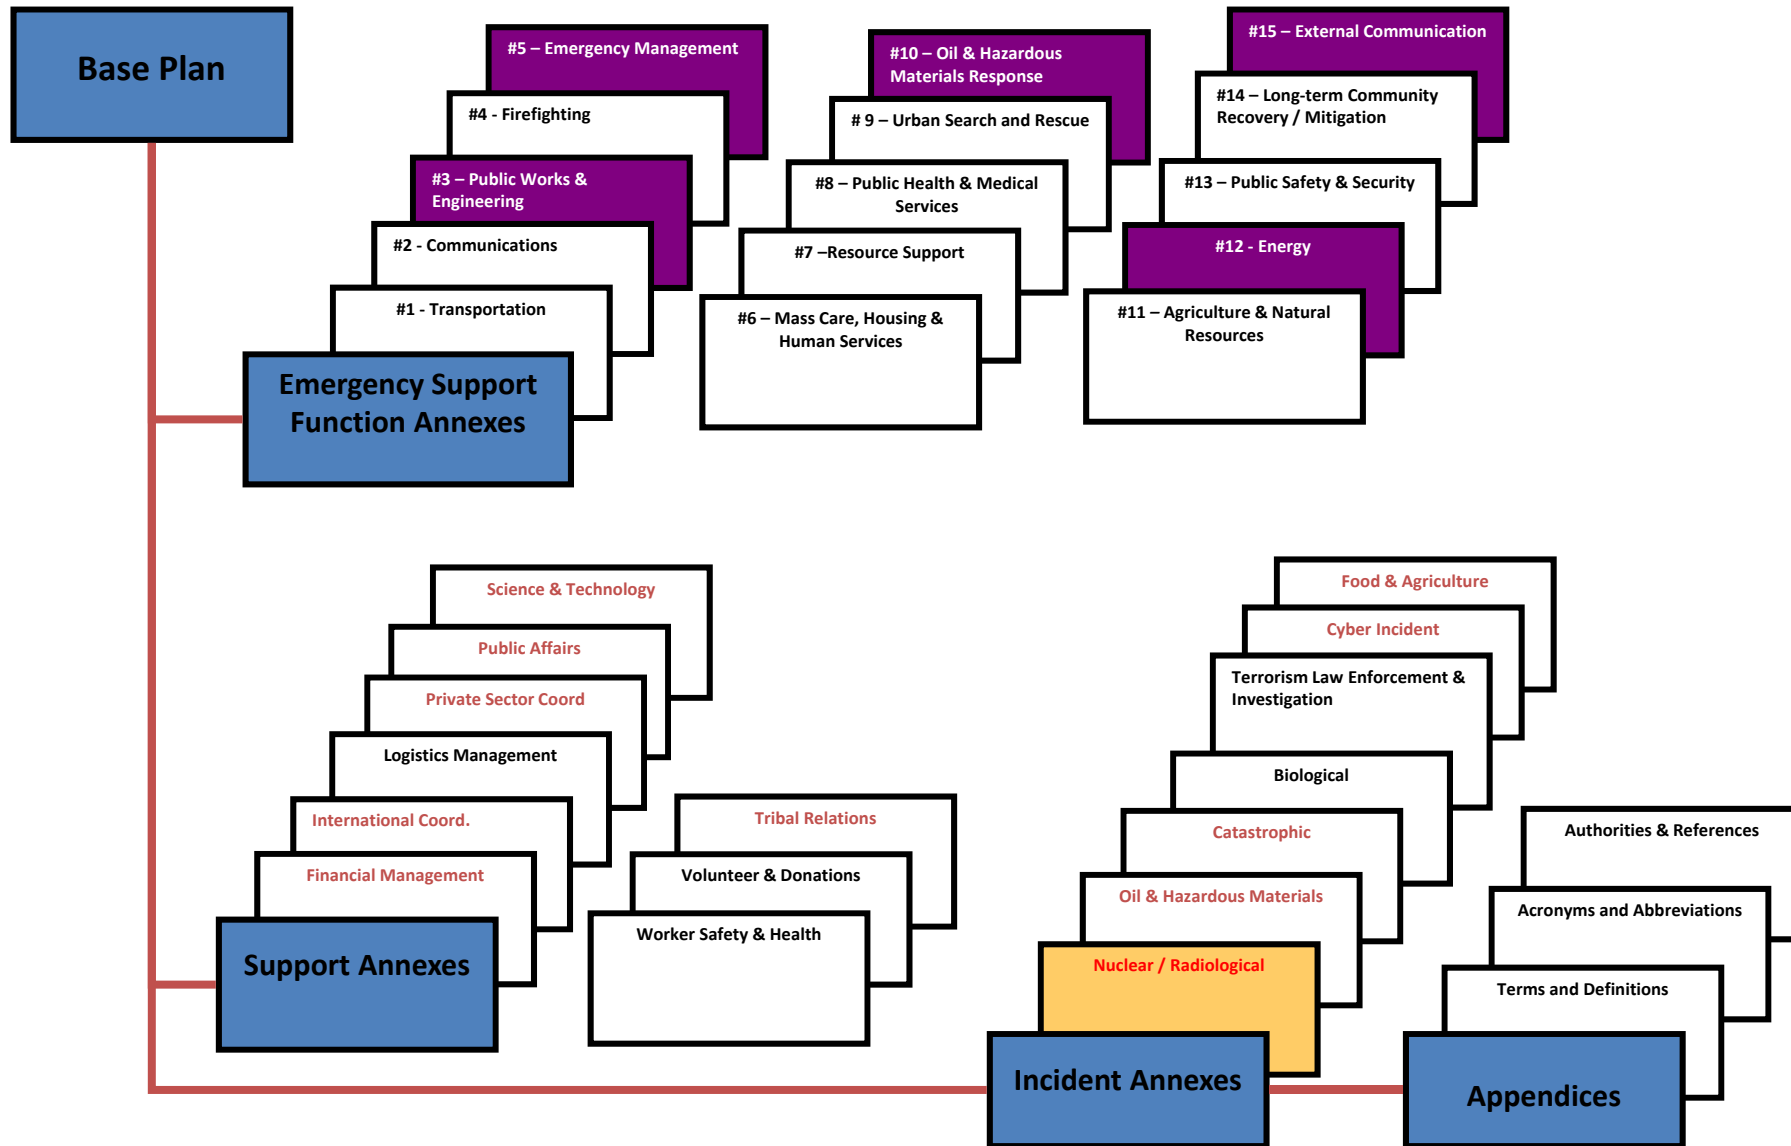 Base Plan
#5 – Emergency Management
#4 - Firefighting
#3 – Public Works &
Engineering
#2 - Communications
#1 - Transportation
Emergency Support
Function Annexes
#10 – Oil & Hazardous
Materials Response
# 9 – Urban Search and Rescue
#8 – Public Health & Medical
Services
#7 –Resource Support
#6 – Mass Care, Housing &
Human Services
#15 – External Communication
#14 – Long-term Community
Recovery / Mitigation
#13 – Public Safety & Security
#12 - Energy
#11 – Agriculture & Natural
Resources
Science & Technology
Public Affairs
Private Sector Coord
Logistics Management
International Coord.
Financial Management
Support Annexes
Tribal Relations
Volunteer & Donations
Worker Safety & Health
Food & Agriculture
Cyber Incident
Terrorism Law Enforcement &
Investigation
Biological
Catastrophic
Oil & Hazardous Materials
Nuclear / Radiological
Incident Annexes
Authorities & References
Acronyms and Abbreviations
Terms and Definitions
Appendices